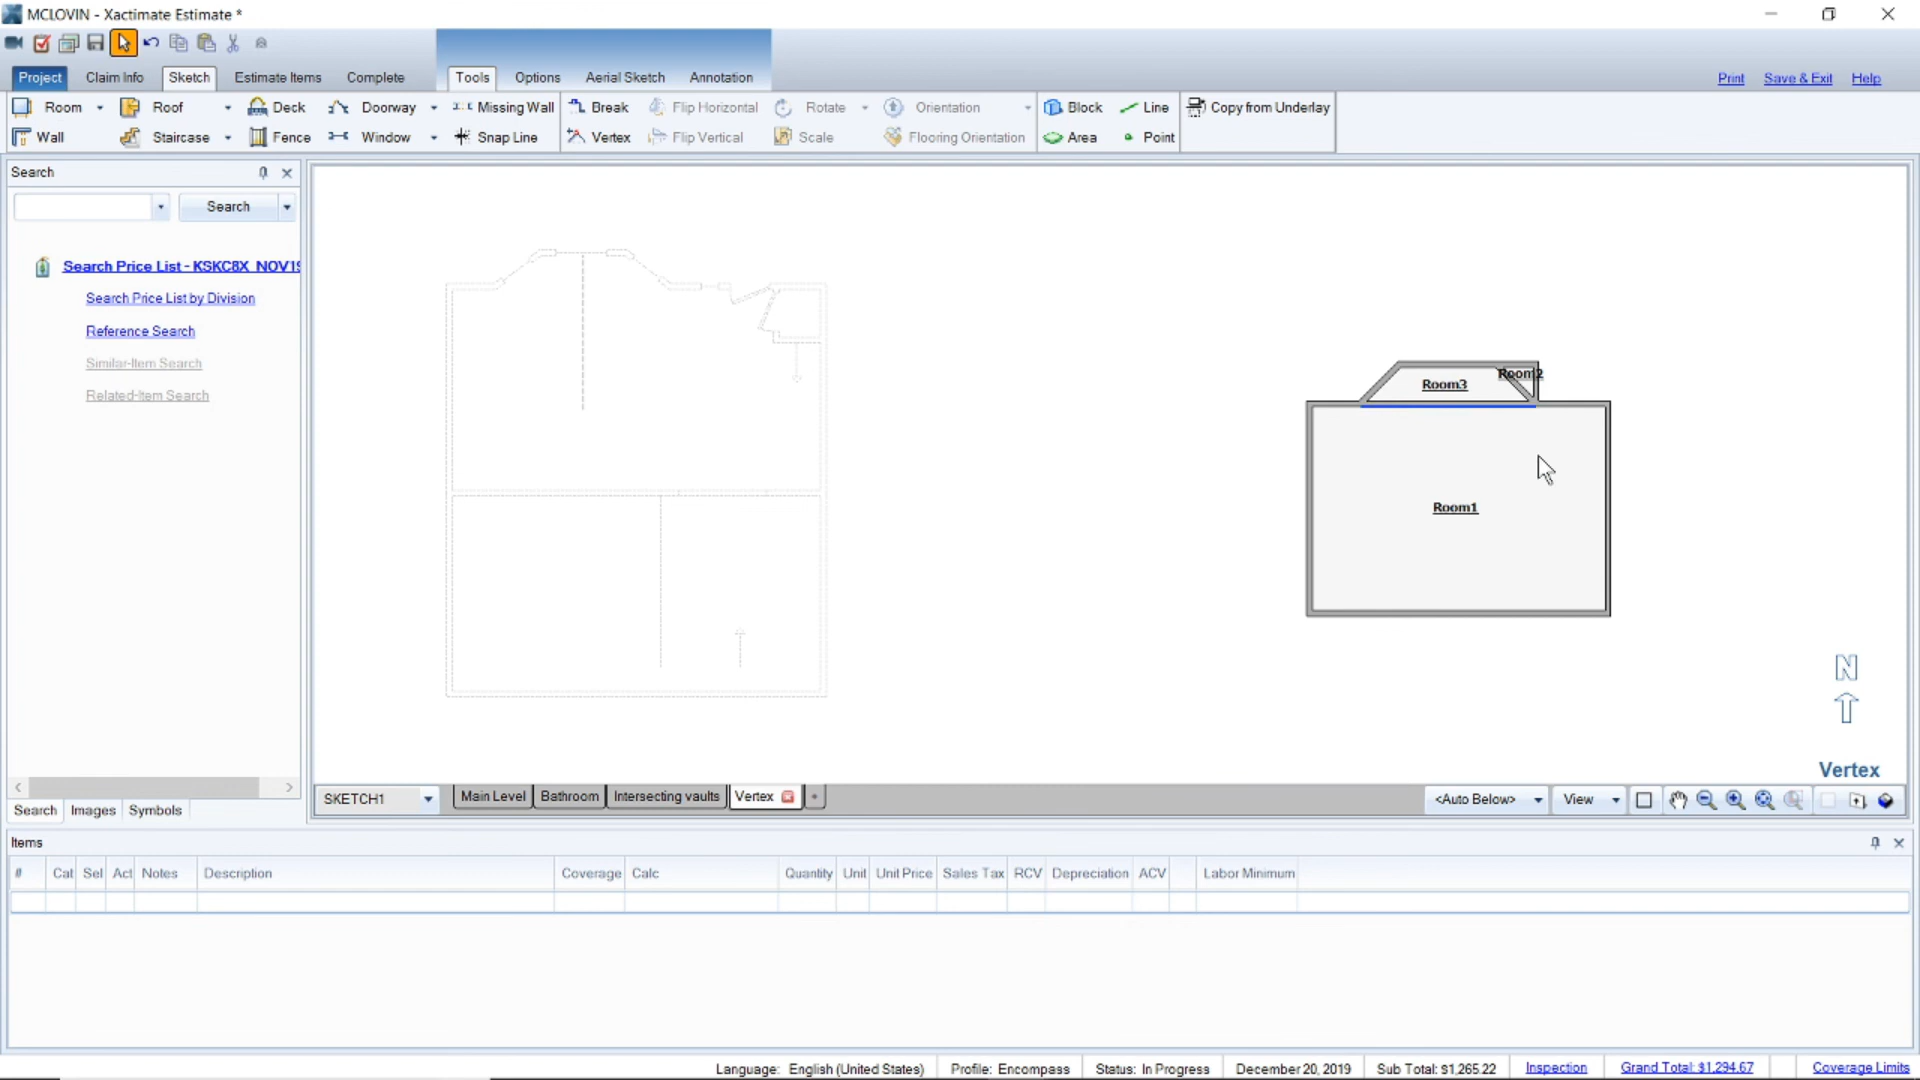 MCLOVIN - Xactimate Estimate *
Project Claim Info Sketch Estimate Items Complete Tools Options Aerial Sketch Annotation Print Save & Exit Help
Room Roof Deck Doorway Missing Wall Break Flip Horizontal Rotate Orientation Block Line Copy from Underlay
Wall Staircase Fence Window Snap Line Vertex Flip Vertical Scale Flooring Orientation Area Point
Search
Search
Search Price List - KSKC8X_NOV19
Search Price List by Division
Reference Search
Similar-Item Search
Related-Item Search
Room2
Room3
Room1
N
Vertex
SKETCH1 Main Level Bathroom Intersecting vaults Vertex + <Auto Below> View
Search Images Symbols
Items
# Cat Sel Act Notes Description Coverage Calc Quantity Unit Unit Price Sales Tax RCV Depreciation ACV Labor Minimum
Language: English (United States) Profile: Encompass Status: In Progress December 20, 2019 Sub Total: $1,265.22 Inspection Grand Total: $1,294.67 Coverage Limits